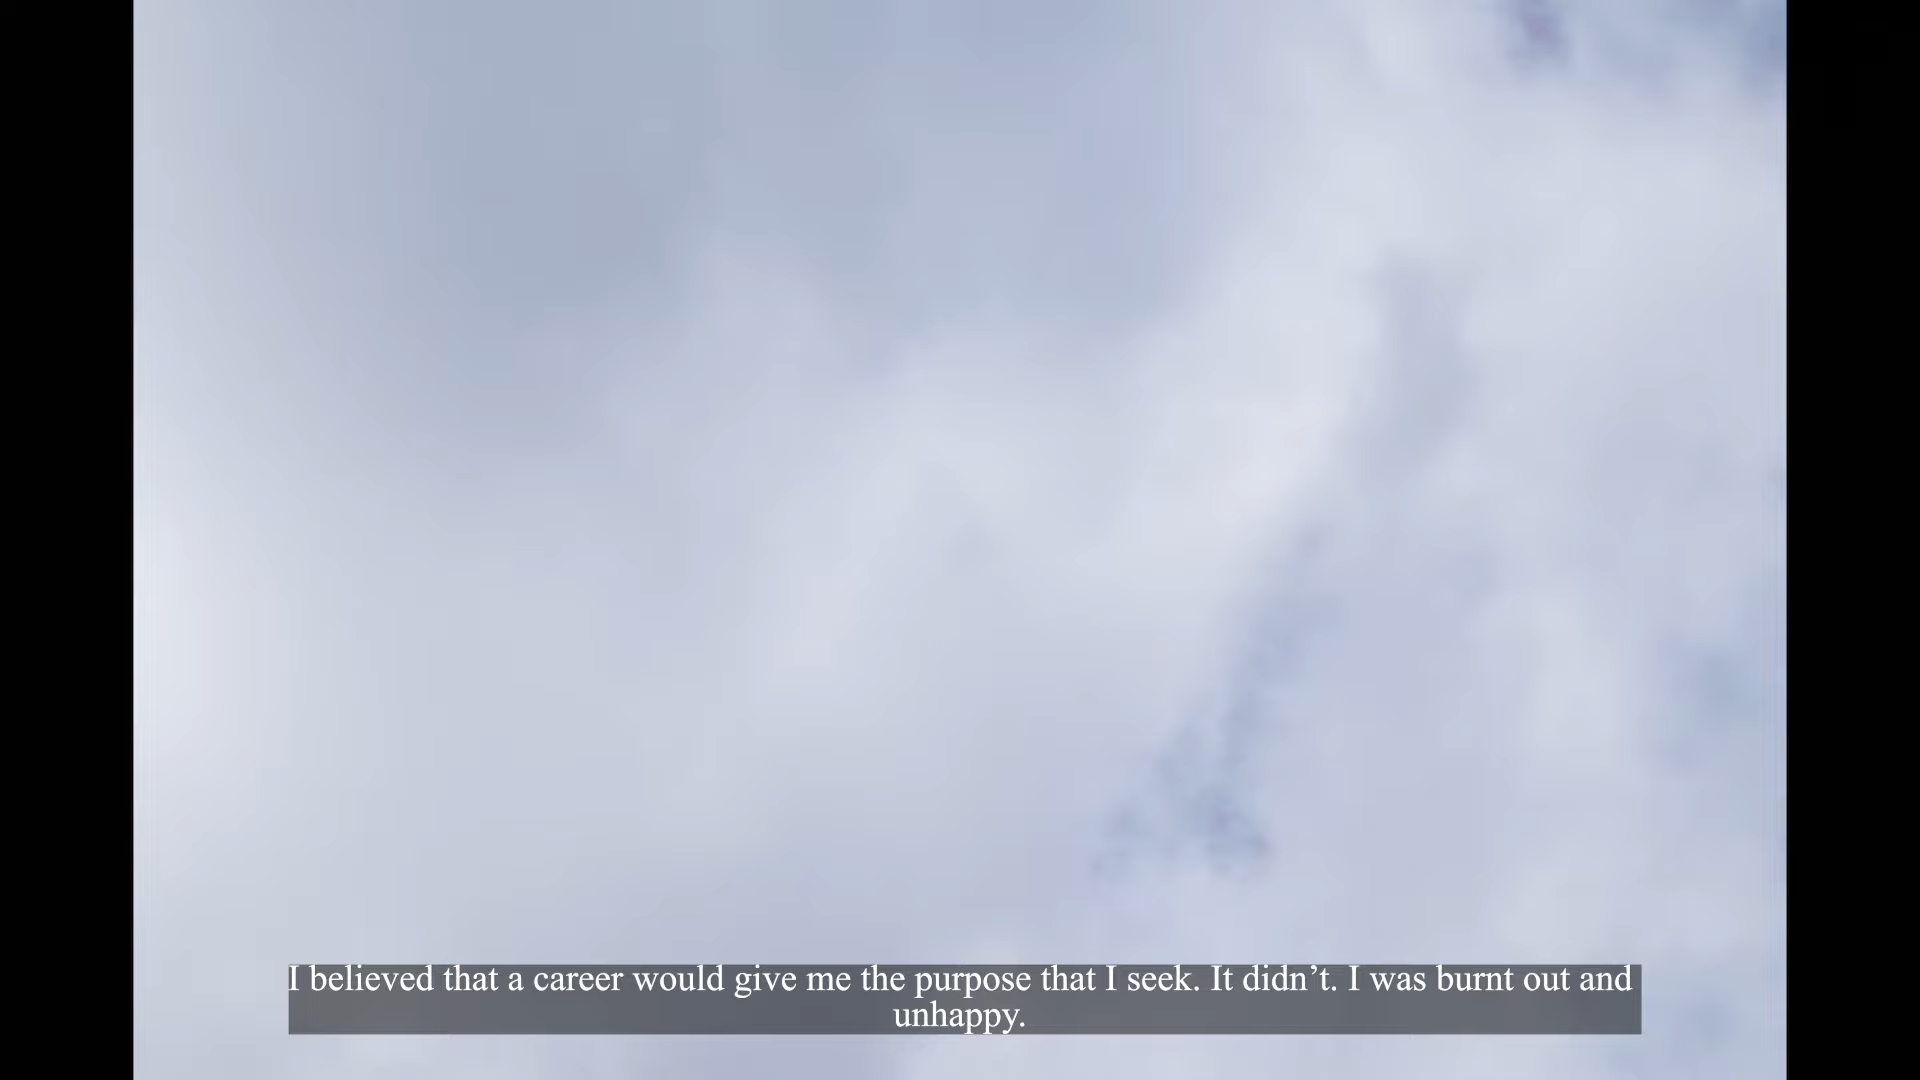 I believed that a career would give me the purpose that I seek. It didn’t. I was burnt out and
unhappy.